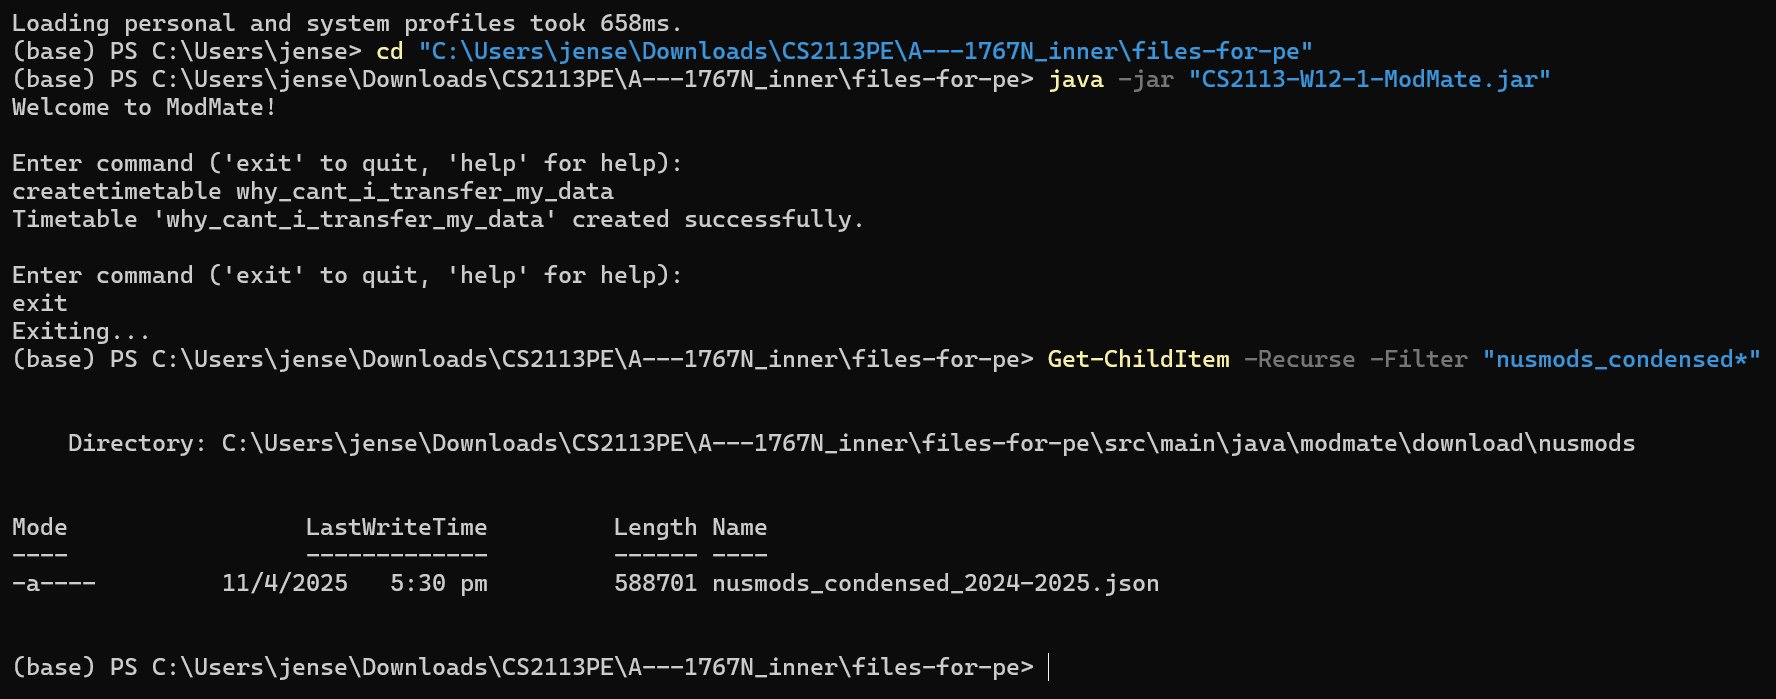 Loading personal and system profiles took 658ms.
(base) PS C:\Users\jense> cd "C:\Users\jense\Downloads\CS2113PE\A---1767N_inner\files-for-pe"
(base) PS C:\Users\jense\Downloads\CS2113PE\A---1767N_inner\files-for-pe> java -jar "CS2113-W12-1-ModMate.jar"
Welcome to ModMate!
Enter command ('exit' to quit, 'help' for help):
createtimetable why_cant_i_transfer_my_data
Timetable 'why_cant_i_transfer_my_data' created successfully.
Enter command ('exit' to quit, 'help' for help):
exit
Exiting...
(base) PS C:\Users\jense\Downloads\CS2113PE\A---1767N_inner\files-for-pe> Get-ChildItem -Recurse -Filter "nusmods_condensed*"
Directory: C:\Users\jense\Downloads\CS2113PE\A---1767N_inner\files-for-pe\src\main\java\modmate\download\nusmods
Mode LastWriteTime Length Name
---- ------------- ------ ----
-a---- 11/4/2025 5:30 pm 588701 nusmods_condensed_2024-2025.json
(base) PS C:\Users\jense\Downloads\CS2113PE\A---1767N_inner\files-for-pe>